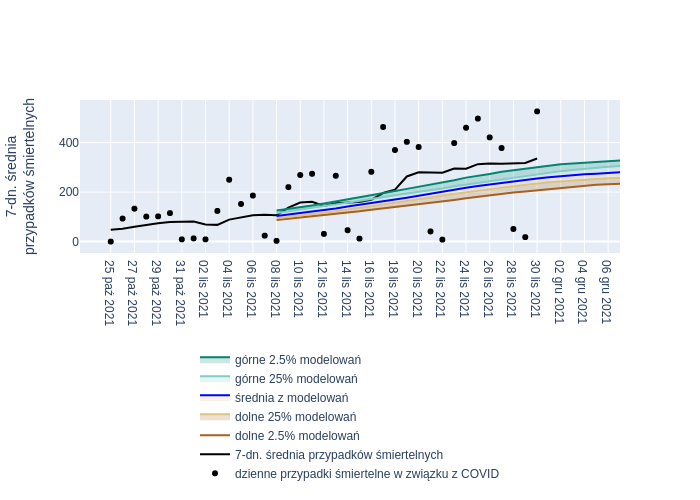 7-dn. średnia
przypadków śmiertelnych
400
200
0
25 paź 2021
27 paź 2021
29 paź 2021
31 paź 2021
02 lis 2021
04 lis 2021
06 lis 2021
08 lis 2021
10 lis 2021
12 lis 2021
14 lis 2021
16 lis 2021
18 lis 2021
20 lis 2021
22 lis 2021
24 lis 2021
26 lis 2021
28 lis 2021
30 lis 2021
02 gru 2021
04 gru 2021
06 gru 2021
górne 2.5% modelowań
górne 25% modelowań
średnia z modelowań
dolne 25% modelowań
dolne 2.5% modelowań
7-dn. średnia przypadków śmiertelnych
dzienne przypadki śmiertelne w związku z COVID